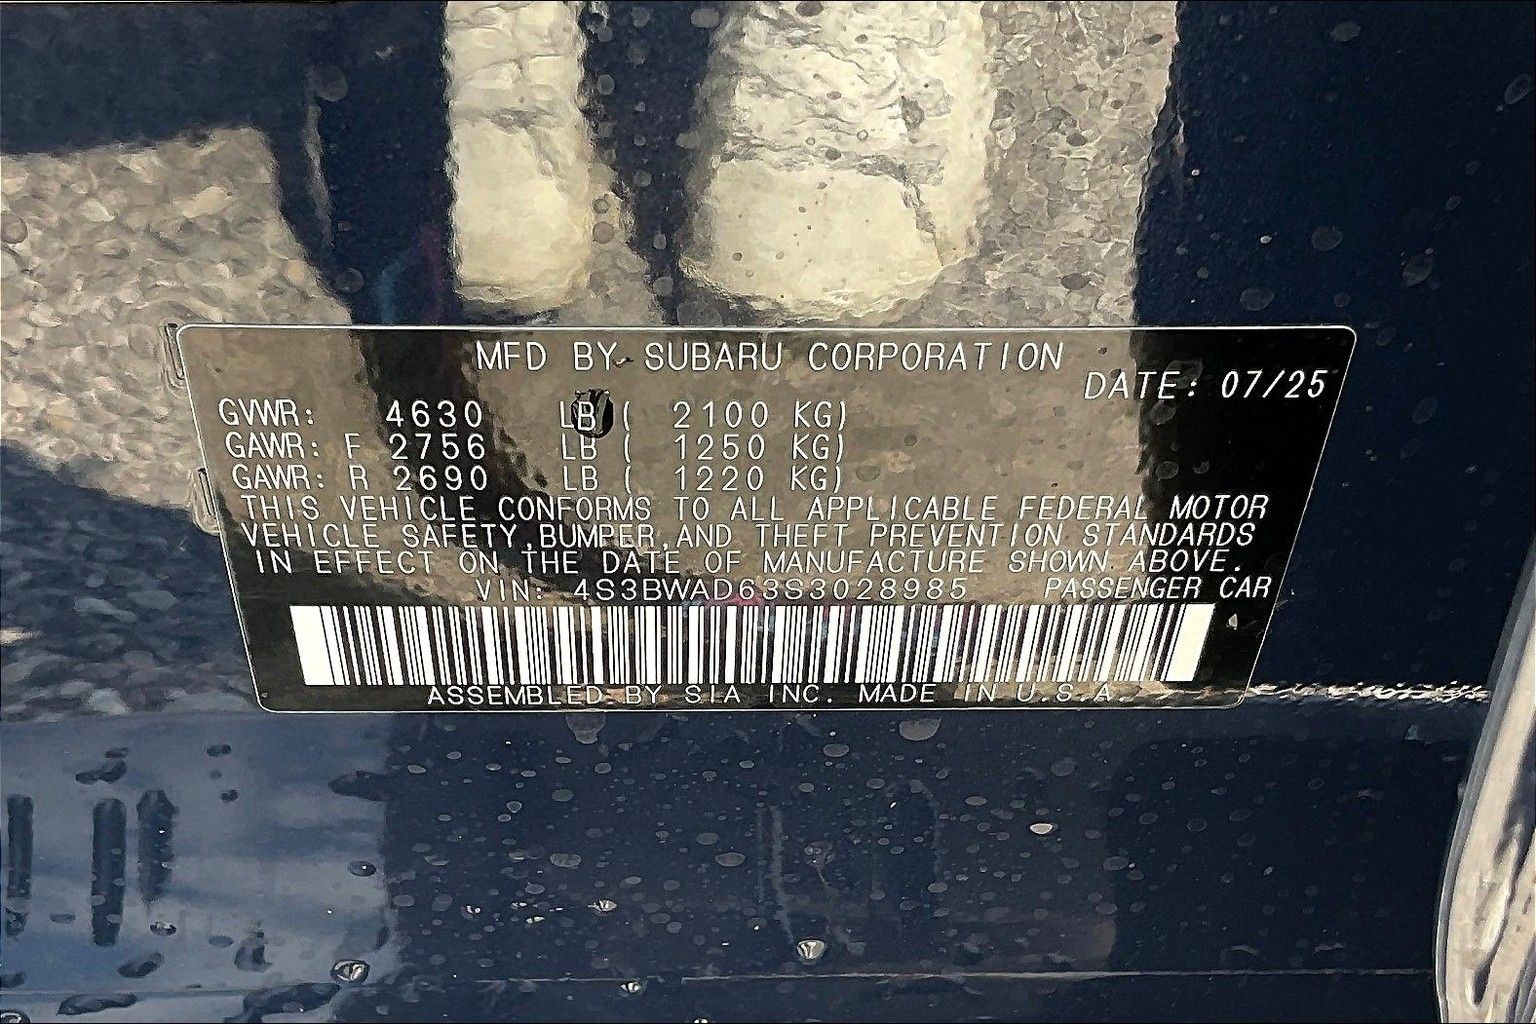 MFD BY SUBARU CORPORATION
DATE: 07/25
GVWR: 4630 LB ( 2100 KG)
GAWR: F 2756 LB ( 1250 KG)
GAWR: R 2690 LB ( 1220 KG)
THIS VEHICLE CONFORMS TO ALL APPLICABLE FEDERAL MOTOR
VEHICLE SAFETY,BUMPER,AND THEFT PREVENTION STANDARDS
IN EFFECT ON THE DATE OF MANUFACTURE SHOWN ABOVE.
VIN: 4S3BWAD63S3028985 PASSENGER CAR
ASSEMBLED BY SIA INC. MADE IN U.S.A.